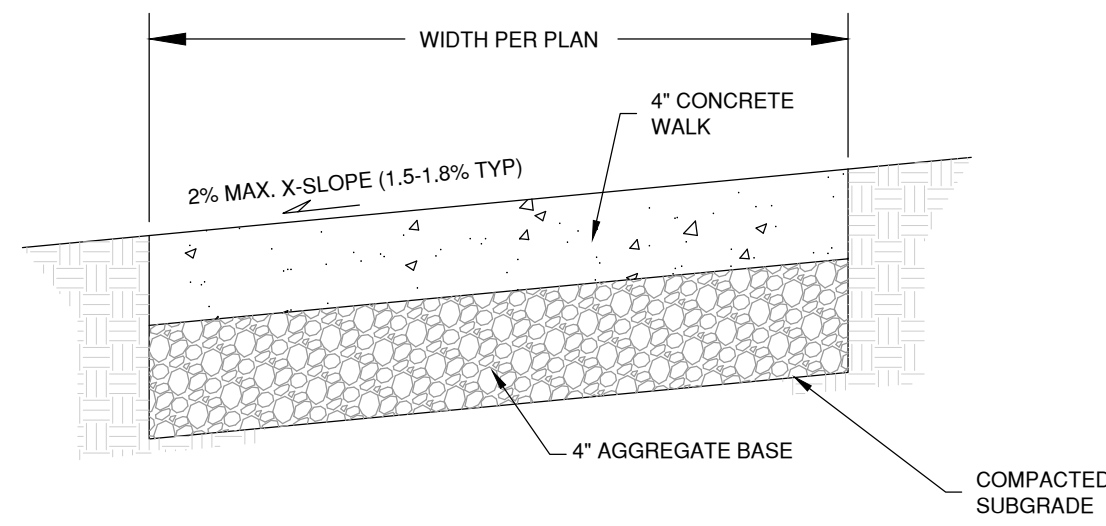 WIDTH PER PLAN
4" CONCRETE
WALK
2% MAX. X-SLOPE (1.5-1.8% TYP)
4" AGGREGATE BASE
COMPACTED
SUBGRADE